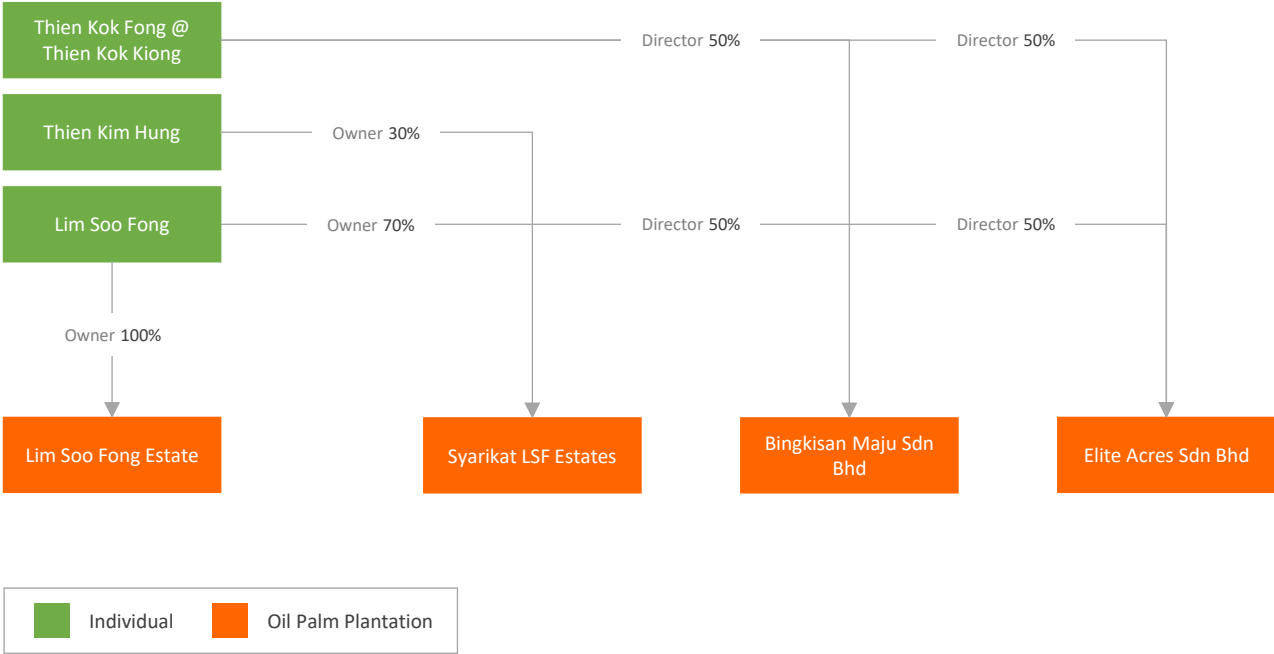 Thien Kok Fong @
Thien Kok Kiong
Director 50%
Director 50%
Thien Kim Hung
Owner 30%
Lim Soo Fong
Owner 70%
Director 50%
Director 50%
Owner 100%
Lim Soo Fong Estate
Syarikat LSF Estates
Bingkisan Maju Sdn
Bhd
Elite Acres Sdn Bhd
Individual
Oil Palm Plantation